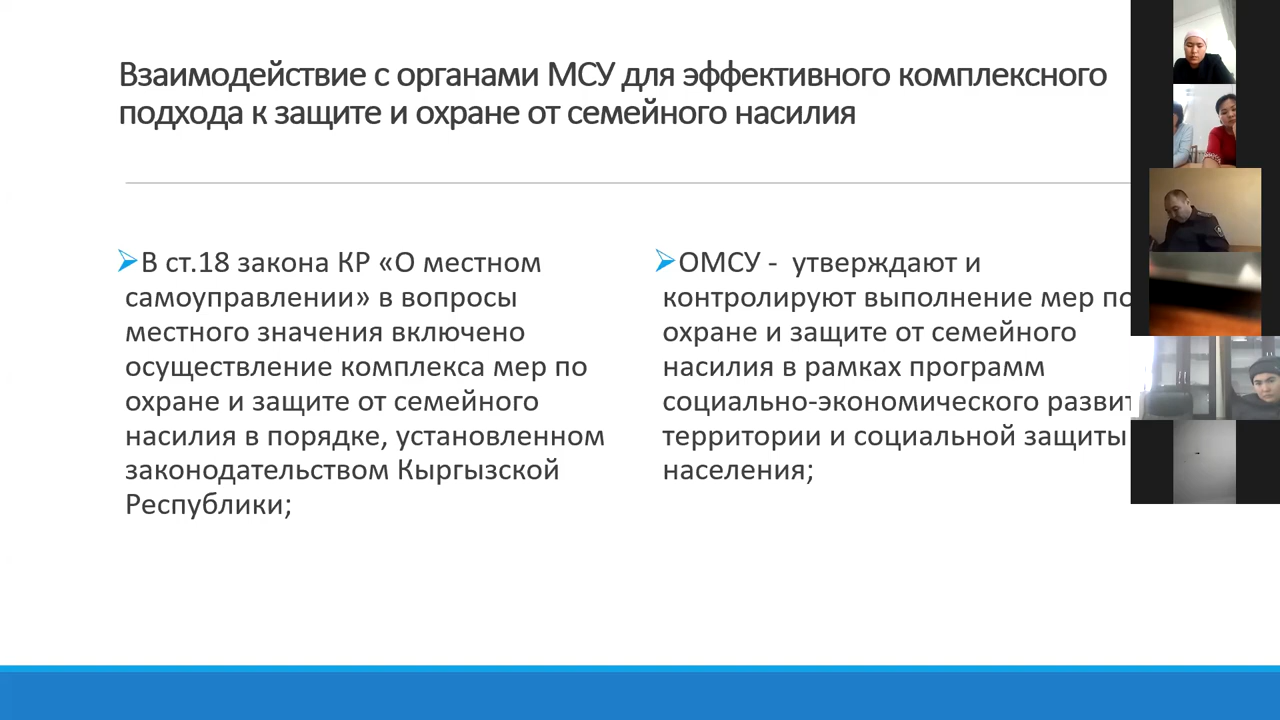 Взаимодействие с органами МСУ для эффективного комплексного
подхода к защите и охране от семейного насилия
В ст.18 закона КР «О местном
самоуправлении» в вопросы
местного значения включено
осуществление комплекса мер по
охране и защите от семейного
насилия в порядке, установленном
законодательством Кыргызской
Республики;
ОМСУ - утверждают и
контролируют выполнение мер по
охране и защите от семейного
насилия в рамках программ
социально-экономического развит
территории и социальной защиты
населения;